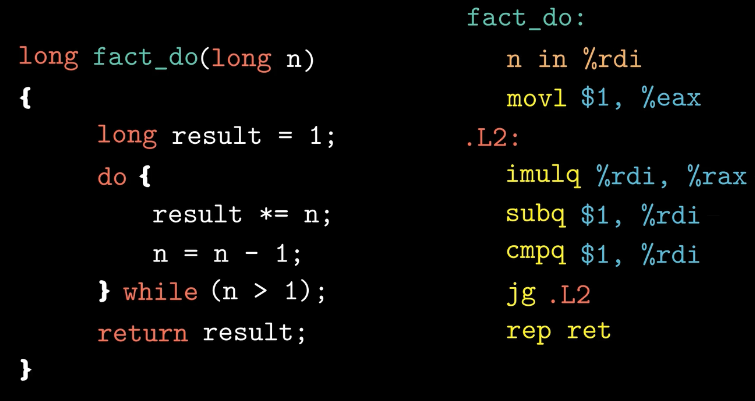 long fact_do(long n)
{
long result = 1;
do {
result *= n;
n = n - 1;
} while (n > 1);
return result;
}
fact_do:
n in %rdi
movl $1, %eax
.L2:
imulq %rdi, %rax
subq $1, %rdi
cmpq $1, %rdi
jg .L2
rep ret